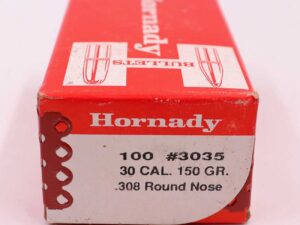 Hornady
BULLETS
Hornady
100 #3035
30 CAL. 150 GR.
.308 Round Nose